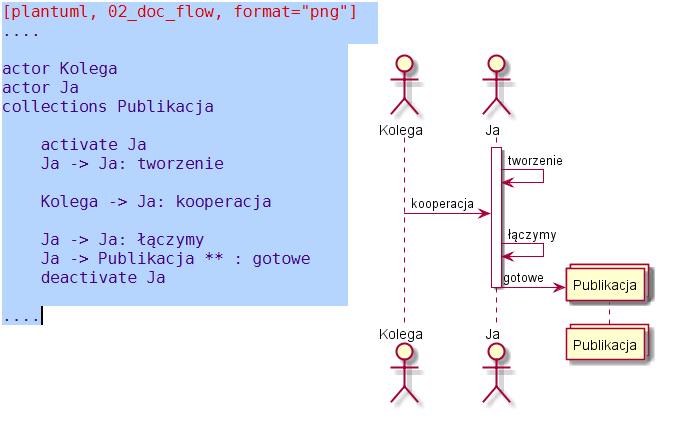 [plantuml, 02_doc_flow, format="png"]
....
actor Kolega
actor Ja
collections Publikacja
activate Ja
Ja -> Ja: tworzenie
Kolega -> Ja: kooperacja
Ja -> Ja: łączymy
Ja -> Publikacja ** : gotowe
deactivate Ja
....
Kolega
Ja
tworzenie
kooperacja
łączymy
gotowe
Publikacja
Kolega
Ja
Publikacja